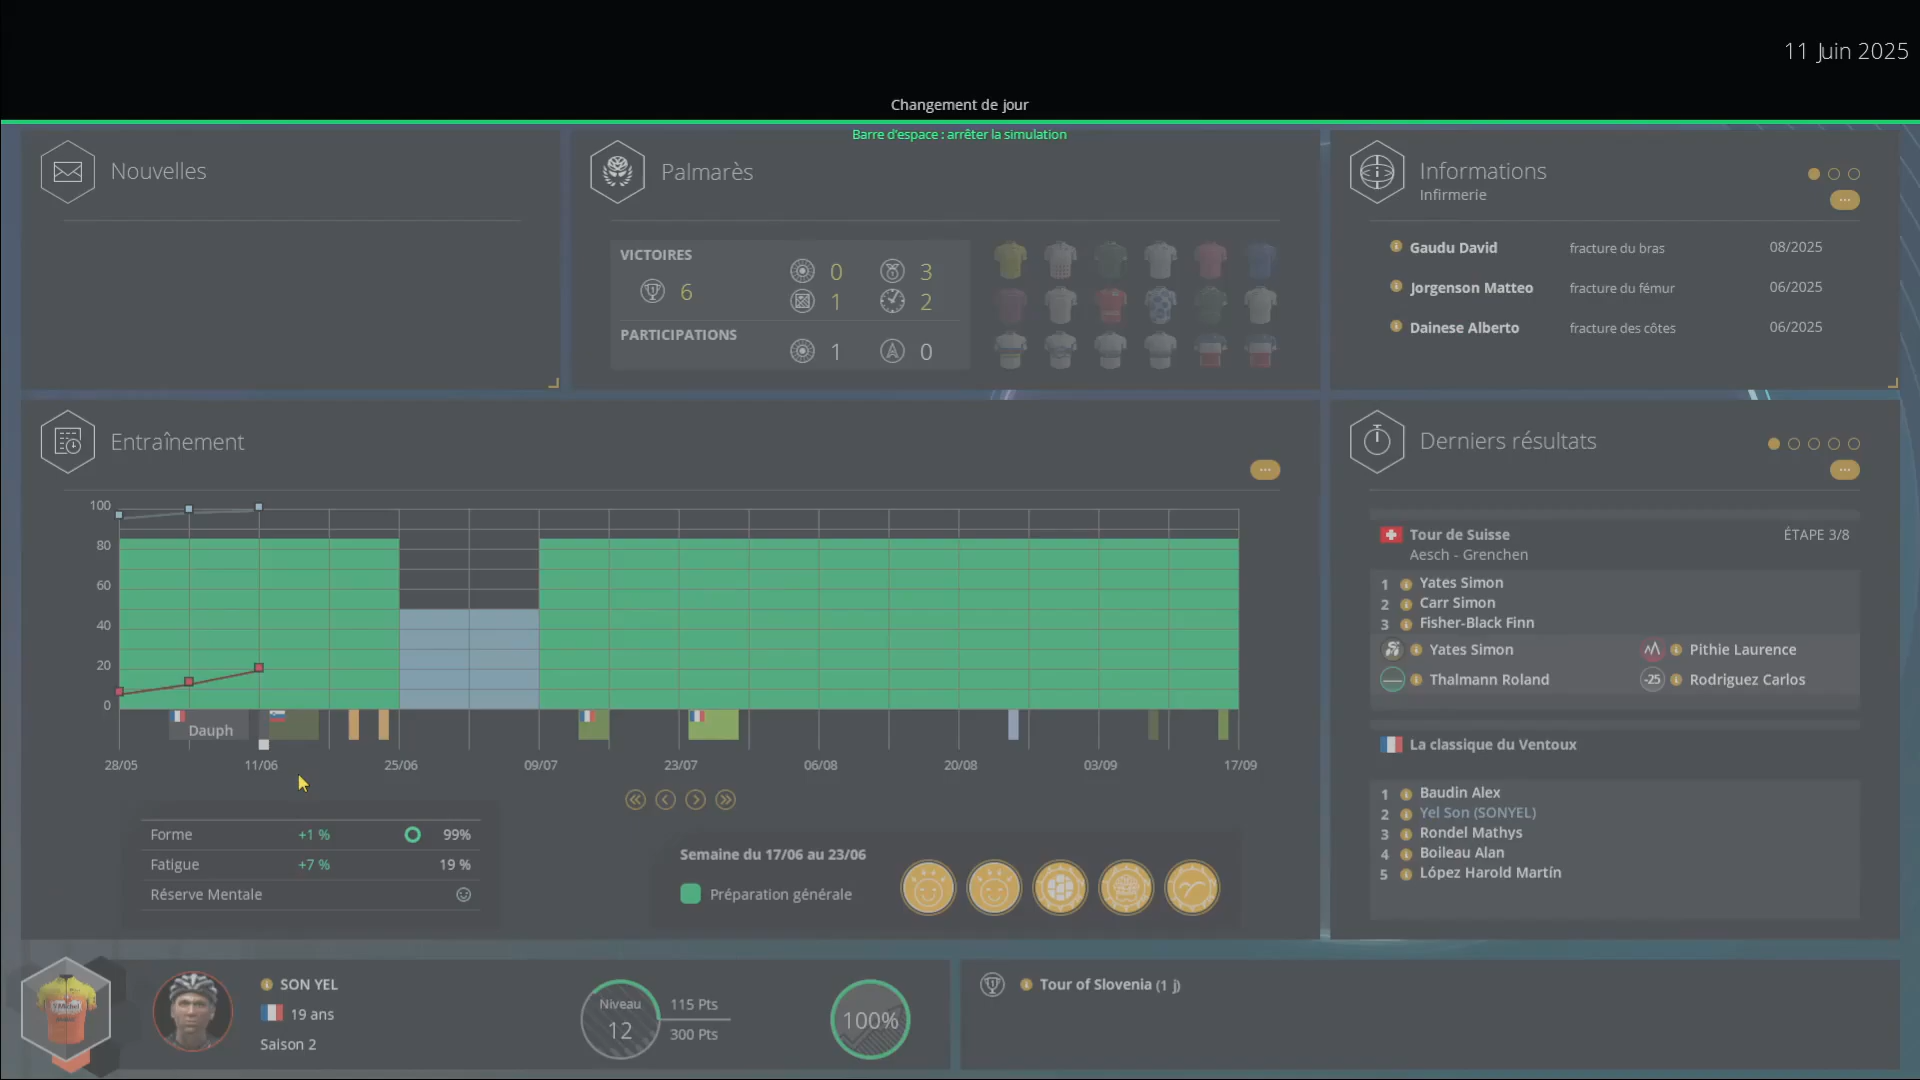 11 Juin 2025
Changement de jour
Barre d'espace : arrêter la simulation
Nouvelles
Palmarès
VICTOIRES
6
0
3
1
2
PARTICIPATIONS
1
0
Informations
Infirmerie
Gaudu David fracture du bras 08/2025
Jorgenson Matteo fracture du fémur 06/2025
Dainese Alberto fracture des côtes 06/2025
Entraînement
100
80
60
40
20
0
Dauph
28/05 11/06 25/06 09/07 23/07 06/08 20/08 03/09 17/09
Forme +1 % 99%
Fatigue +7 % 19 %
Réserve Mentale
Semaine du 17/06 au 23/06
Préparation générale
Derniers résultats
Tour de Suisse ÉTAPE 3/8
Aesch - Grenchen
1 Yates Simon
2 Carr Simon
3 Fisher-Black Finn
Yates Simon Pithie Laurence
Thalmann Roland -25 Rodriguez Carlos
La classique du Ventoux
1 Baudin Alex
2 Yel Son (SONYEL)
3 Rondel Mathys
4 Boileau Alan
5 López Harold Martín
SON YEL
19 ans
Saison 2
Niveau
12
115 Pts
300 Pts
100%
Tour of Slovenia (1 j)